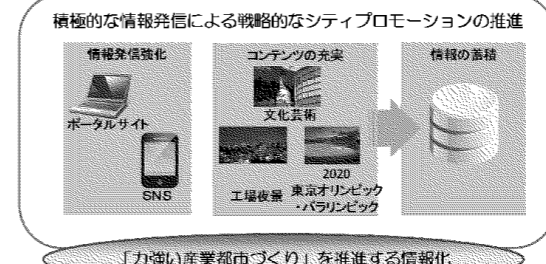 積極的な情報発信による戦略的なシティプロモーションの推進
情報発信強化
ポータルサイト
SNS
コンテンツの充実
文化芸術
工場夜景
2020
東京オリンピック
・パラリンピック
情報の蓄積
「力強い産業都市づくり」を推進する情報化